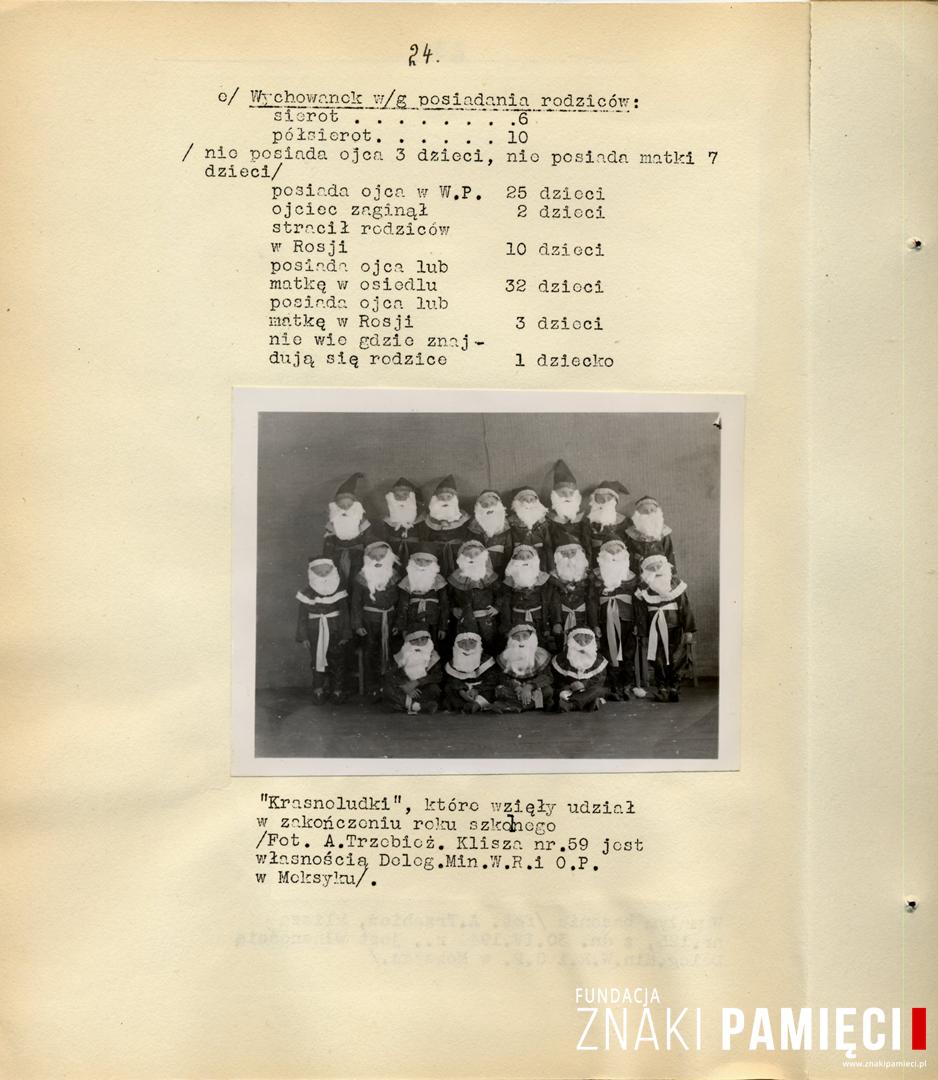 24.
c/ Wychowanek w/g posiadania rodziców:
sierot . . . . . . . .6
półsierot. . . . . . 10
/ nie posiada ojca 3 dzieci, nie posiada matki 7
dzieci/
posiada ojca w W.P. 25 dzieci
ojciec zaginął 2 dzieci
stracił rodziców
w Rosji 10 dzieci
posiada ojca lub
matkę w osiedlu 32 dzieci
posiada ojca lub
matkę w Rosji 3 dzieci
nie wie gdzie znaj-
dują się rodzice 1 dziecko
"Krasnoludki", które wzięły udział
w zakończeniu roku szkolnego
/Fot. A.Trzebież. Klisza nr.59 jest
własnością Deleg.Min.W.R.i O.P.
w Meksyku/.
FUNDACJA
ZNAKI PAMIĘCI
www.znakipamieci.pl